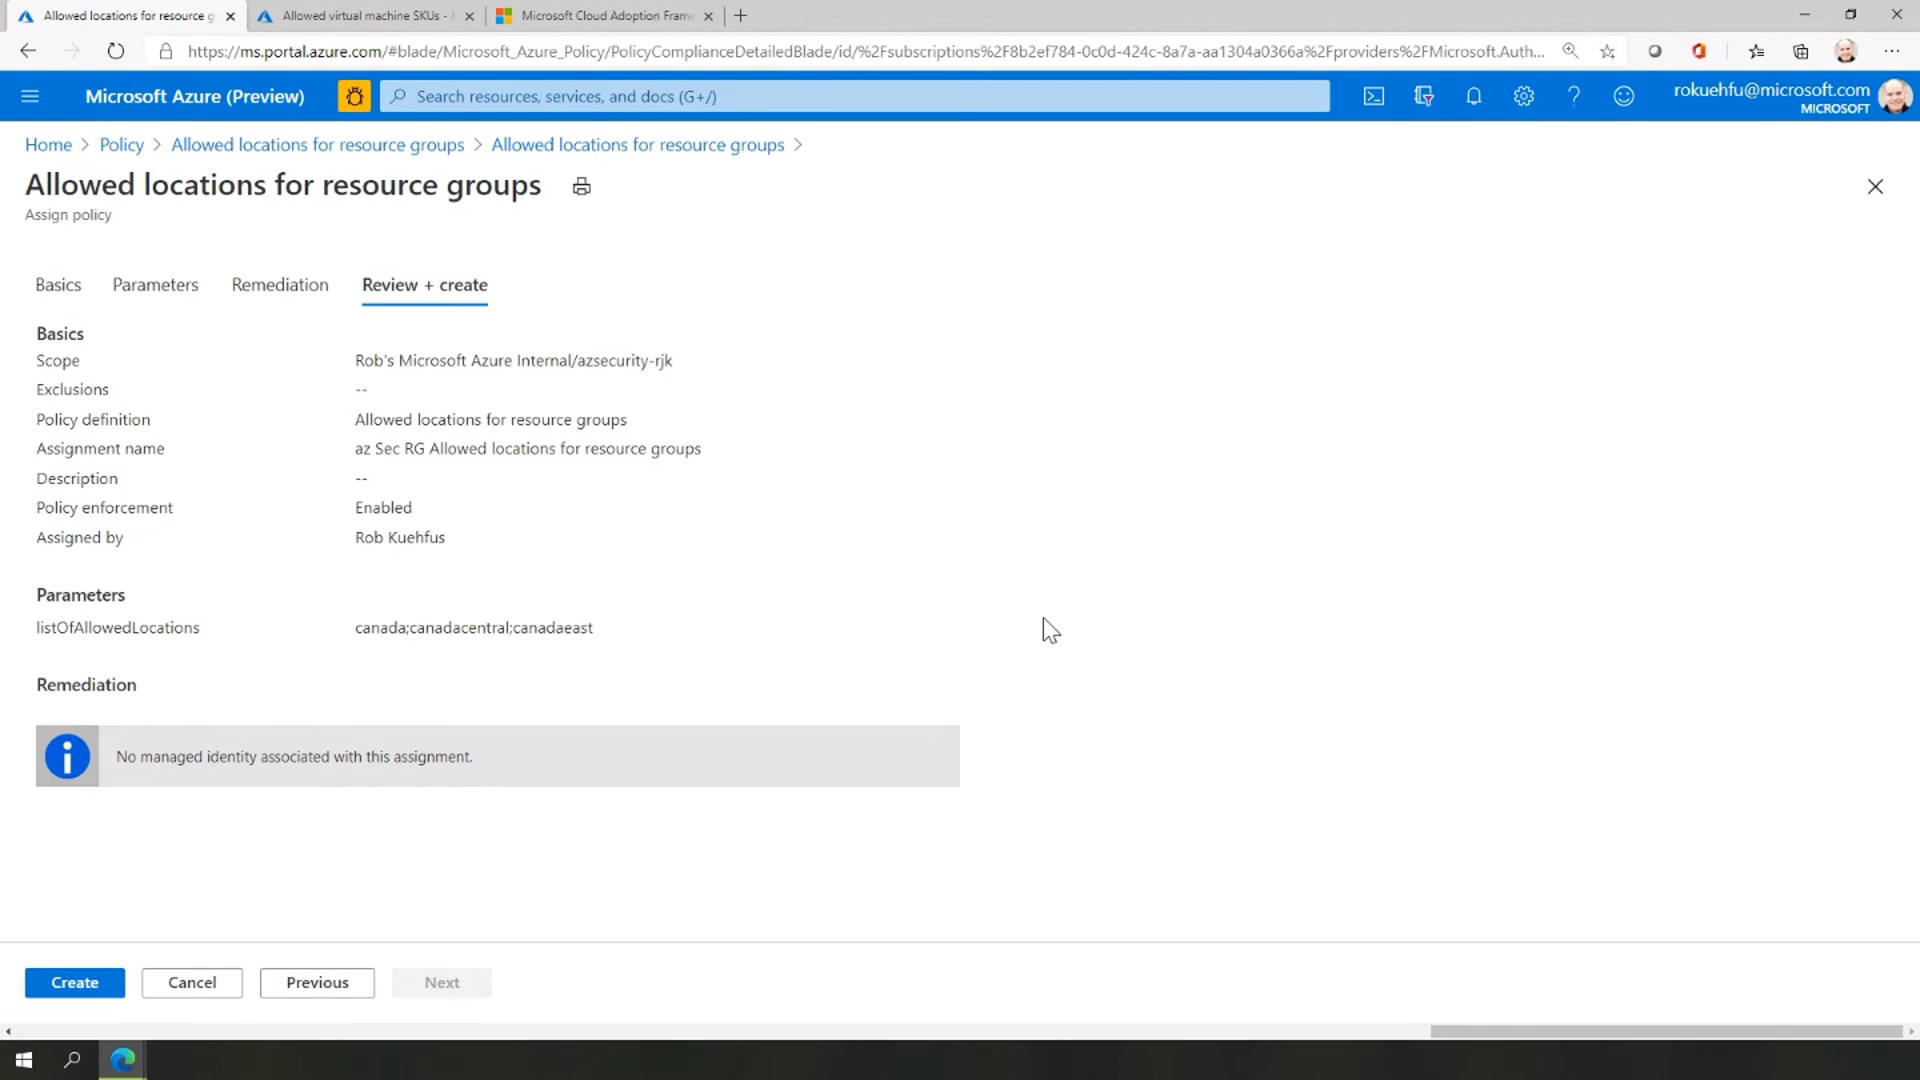 Allowed locations for resource g
Allowed virtual machine SKUs -
Microsoft Cloud Adoption Fram
https://ms.portal.azure.com/#blade/Microsoft_Azure_Policy/PolicyComplianceDetailedBlade/id/%2Fsubscriptions%2F8b2ef784-0c0d-424c-8a7a-aa1304a0366a%2Fproviders%2FMicrosoft.Auth...
Microsoft Azure (Preview)
Search resources, services, and docs (G+/)
rokuehfu@microsoft.com
MICROSOFT
Home > Policy > Allowed locations for resource groups > Allowed locations for resource groups >
Allowed locations for resource groups
Assign policy
Basics Parameters Remediation Review + create
Basics
Scope Rob's Microsoft Azure Internal/azsecurity-rjk
Exclusions --
Policy definition Allowed locations for resource groups
Assignment name az Sec RG Allowed locations for resource groups
Description --
Policy enforcement Enabled
Assigned by Rob Kuehfus
Parameters
listOfAllowedLocations canada;canadacentral;canadaeast
Remediation
No managed identity associated with this assignment.
Create Cancel Previous Next